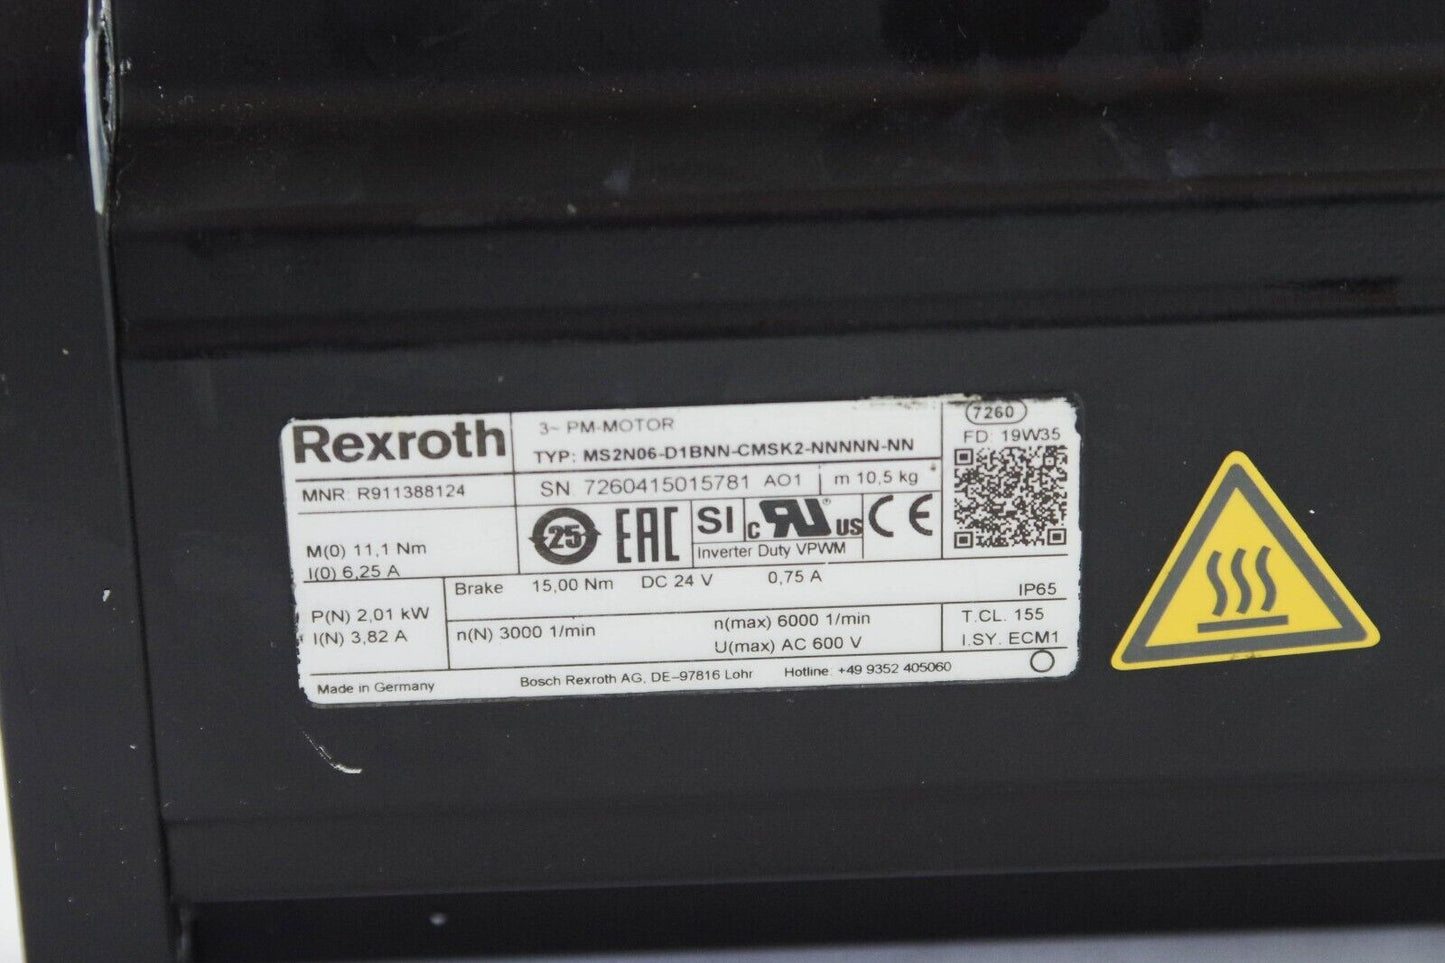 Rexroth
3~ PM-MOTOR
TYP: MS2N06-D1BNN-CMSK2-NNNNN-NN
7260
FD: 19W35
MNR: R911388124
SN 7260415015781 A01 m 10,5 kg
M(0) 11,1 Nm
I(0) 6,25 A
25 EAC SI c RU ® US CE
Inverter Duty VPWM
Brake 15,00 Nm DC 24 V 0,75 A
IP65
P(N) 2,01 kW
I(N) 3,82 A
n(N) 3000 1/min
n(max) 6000 1/min
U(max) AC 600 V
T.CL. 155
I.SY. ECM1
Made in Germany
Bosch Rexroth AG, DE-97816 Lohr
Hotline: +49 9352 405060